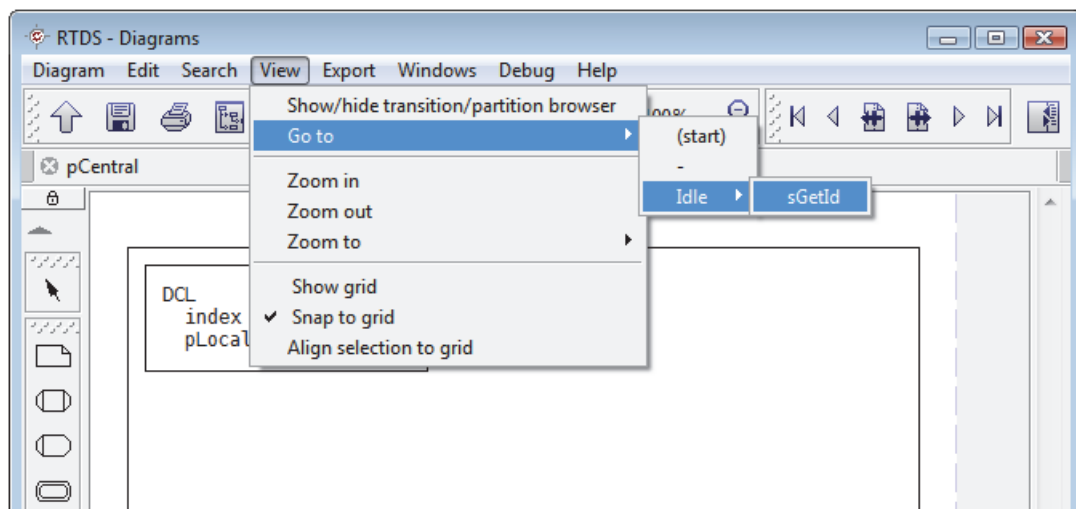 RTDS - Diagrams
Diagram Edit Search View Export Windows Debug Help
Show/hide transition/partition browser
Go to
(start)
-
Idle
sGetId
pCentral
Zoom in
Zoom out
Zoom to
Show grid
Snap to grid
Align selection to grid
DCL
index
pLocal